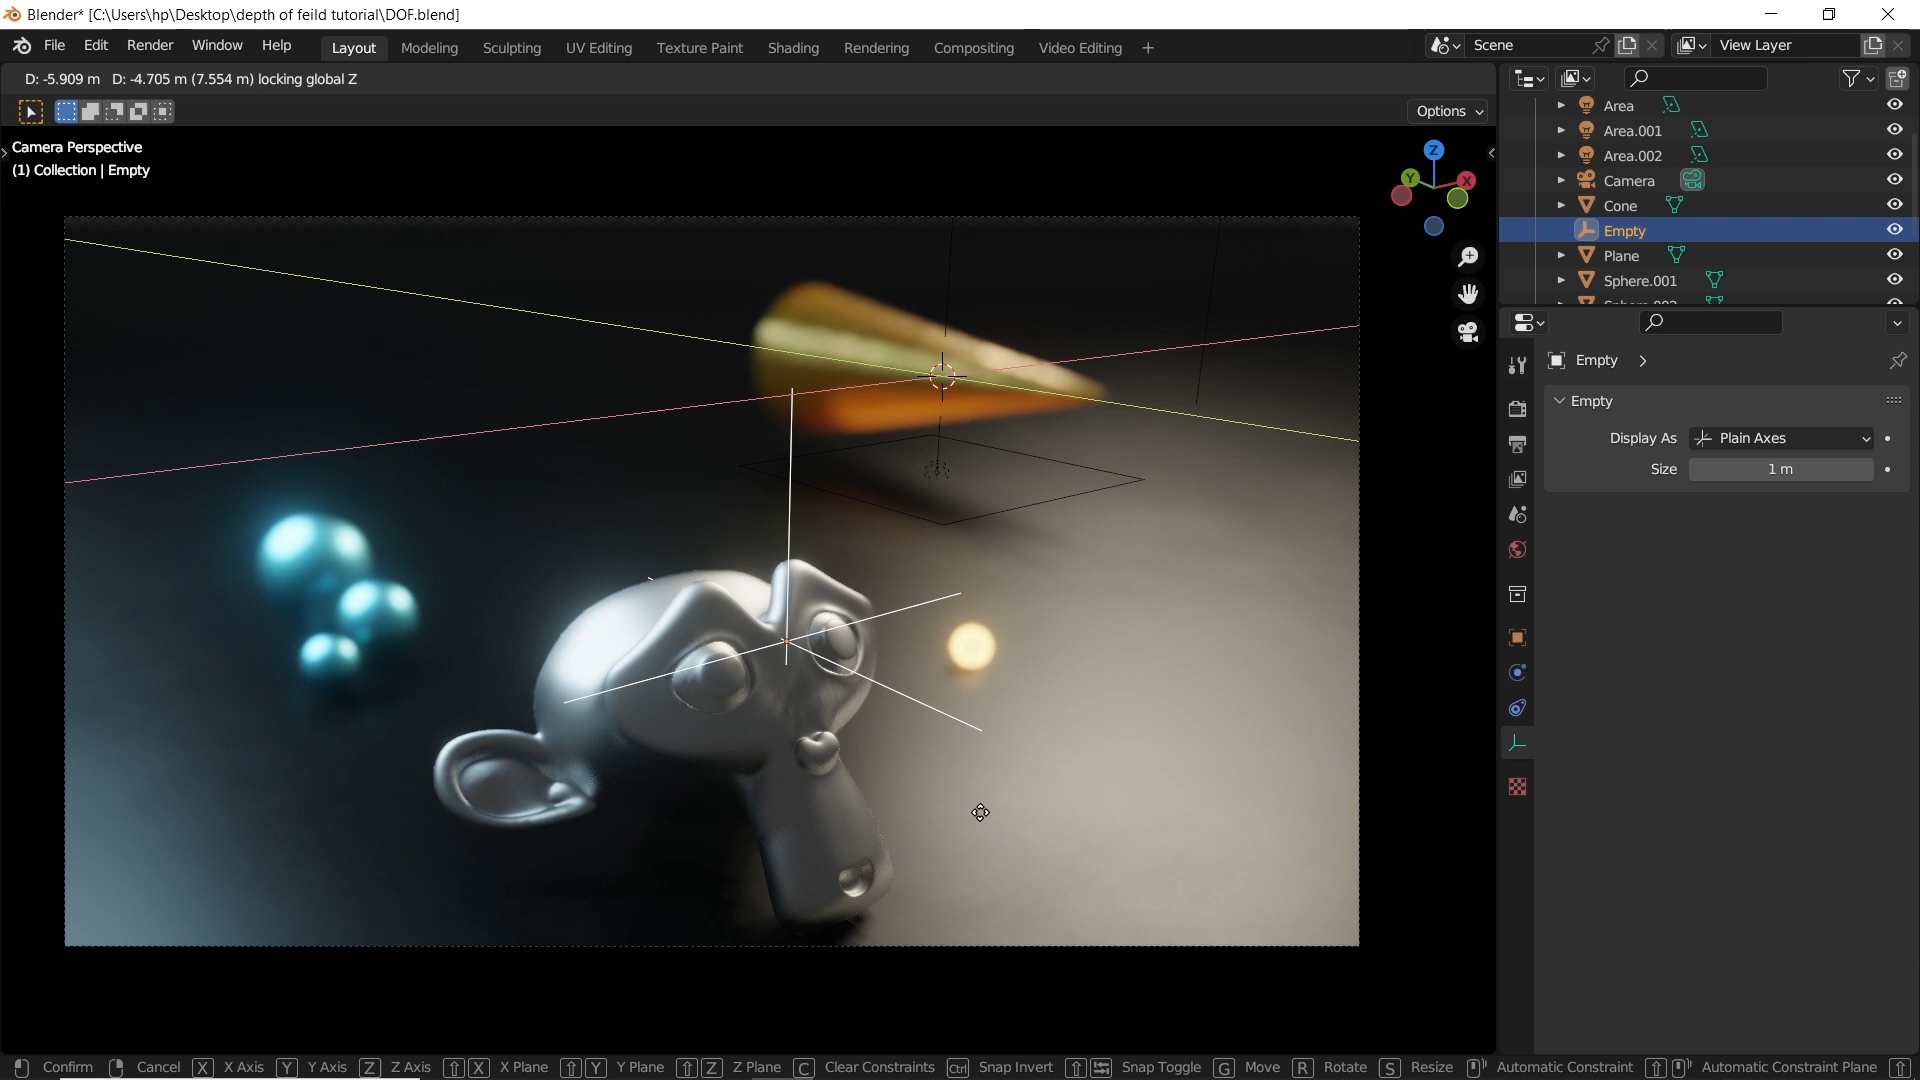 Blender* [C:\Users\hp\Desktop\depth of feild tutorial\DOF.blend]
File Edit Render Window Help Layout Modeling Sculpting UV Editing Texture Paint Shading Rendering Compositing Video Editing + Scene View Layer
D: -5.909 m D: -4.705 m (7.554 m) locking global Z
Options
Camera Perspective
(1) Collection | Empty
Z
Y
X
Area
Area.001
Area.002
Camera
Cone
Empty
Plane
Sphere.001
Empty
Empty
Display As Plain Axes
Size 1 m
Confirm Cancel X X Axis Y Y Axis Z Z Axis X X Plane Y Y Plane Z Z Plane C Clear Constraints Ctrl Snap Invert Snap Toggle G Move R Rotate S Resize Automatic Constraint Automatic Constraint Plane